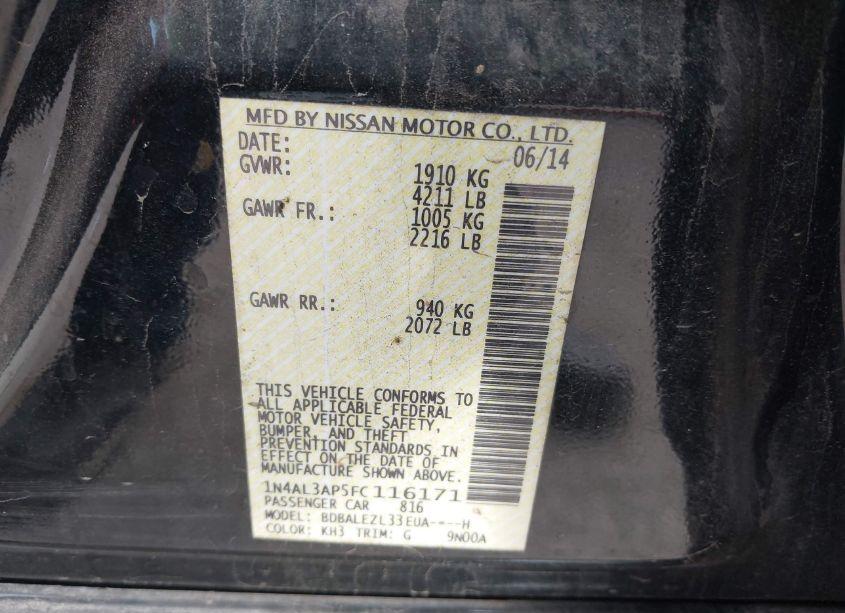 MFD BY NISSAN MOTOR CO., LTD.
DATE: 06/14
GVWR: 1910 KG
4211 LB
GAWR FR.: 1005 KG
2216 LB
GAWR RR.: 940 KG
2072 LB
THIS VEHICLE CONFORMS TO
ALL APPLICABLE FEDERAL
MOTOR VEHICLE SAFETY,
BUMPER, AND THEFT
PREVENTION STANDARDS IN
EFFECT ON THE DATE OF
MANUFACTURE SHOWN ABOVE.
1N4AL3AP5FC116171
PASSENGER CAR 816
MODEL: BDBALEZL33EUA----H
COLOR: KH3 TRIM: G 9N00A